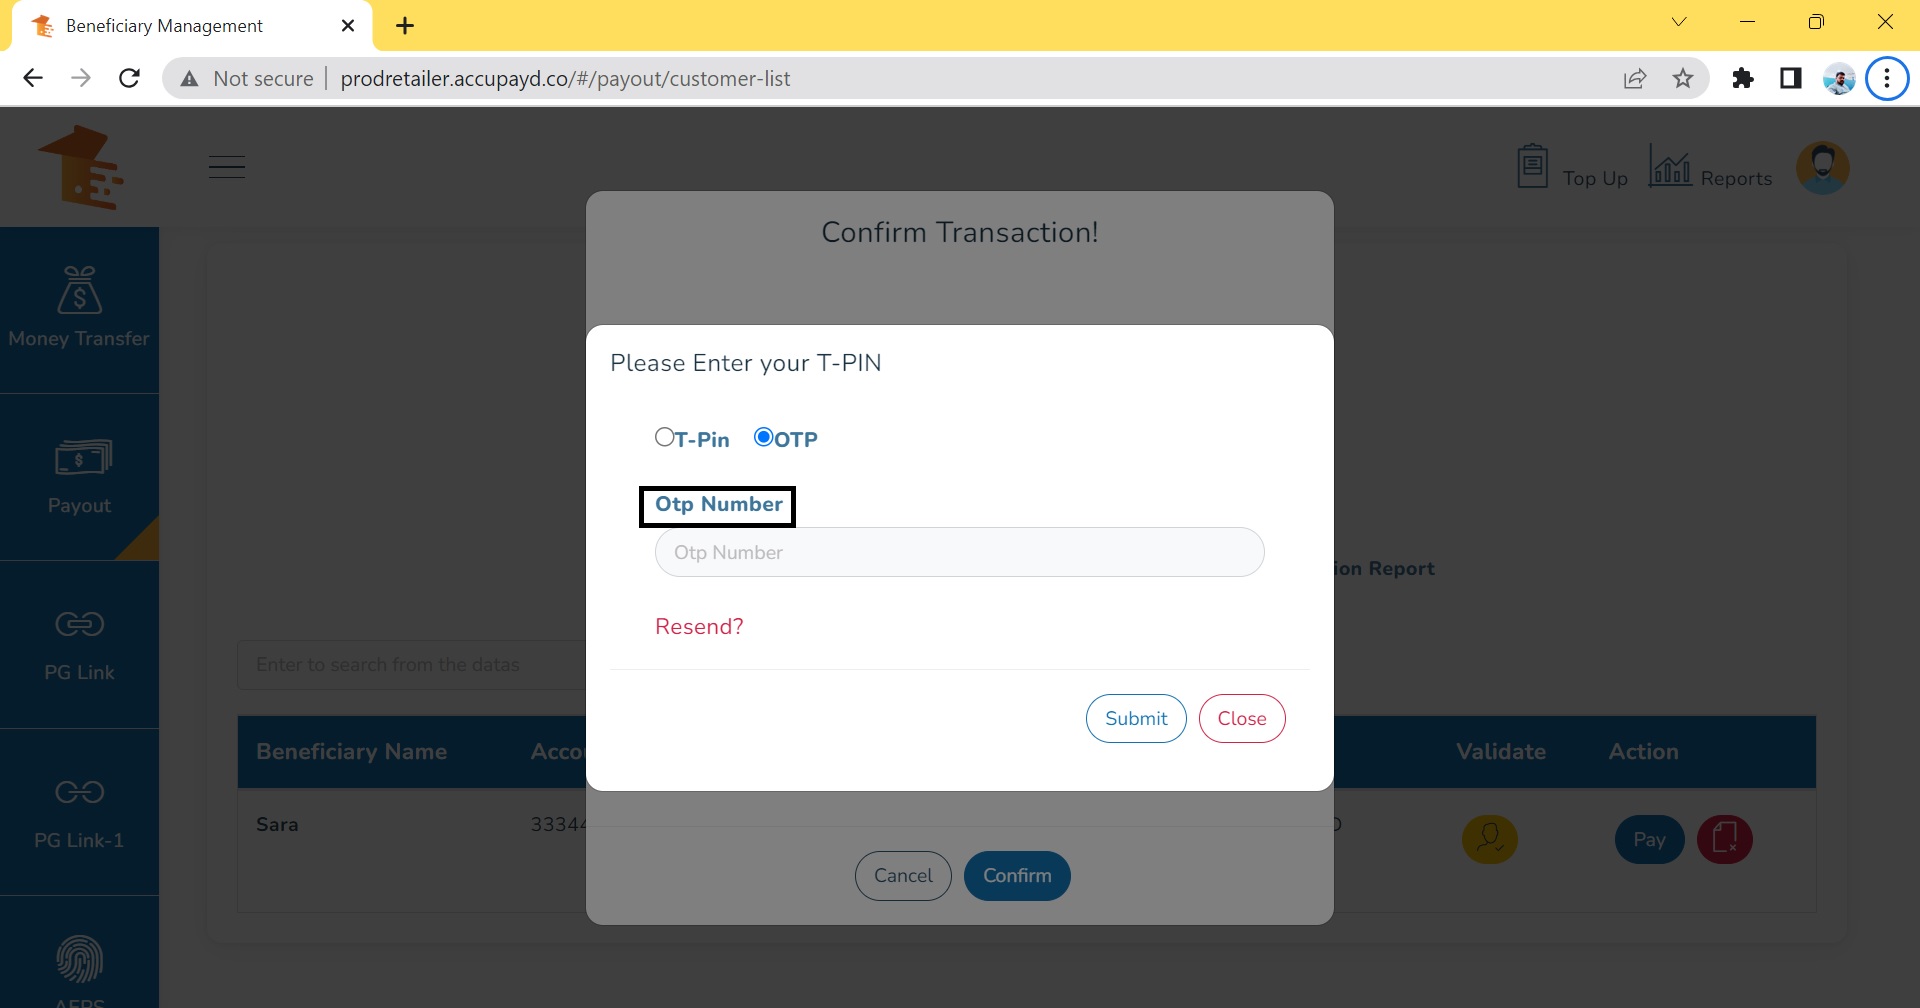 Beneficiary Management
Not secure
prodretailer.accupayd.co/#/payout/customer-list
Top Up
Reports
Confirm Transaction!
Money Transfer
Please Enter your T-PIN
T-Pin
OTP
Payout
Otp Number
Otp Number
ion Report
Resend?
PG Link
Enter to search from the datas
Submit
Close
Beneficiary Name
Accou
Validate
Action
PG Link-1
Sara
33344
Pay
Cancel
Confirm
AEPS